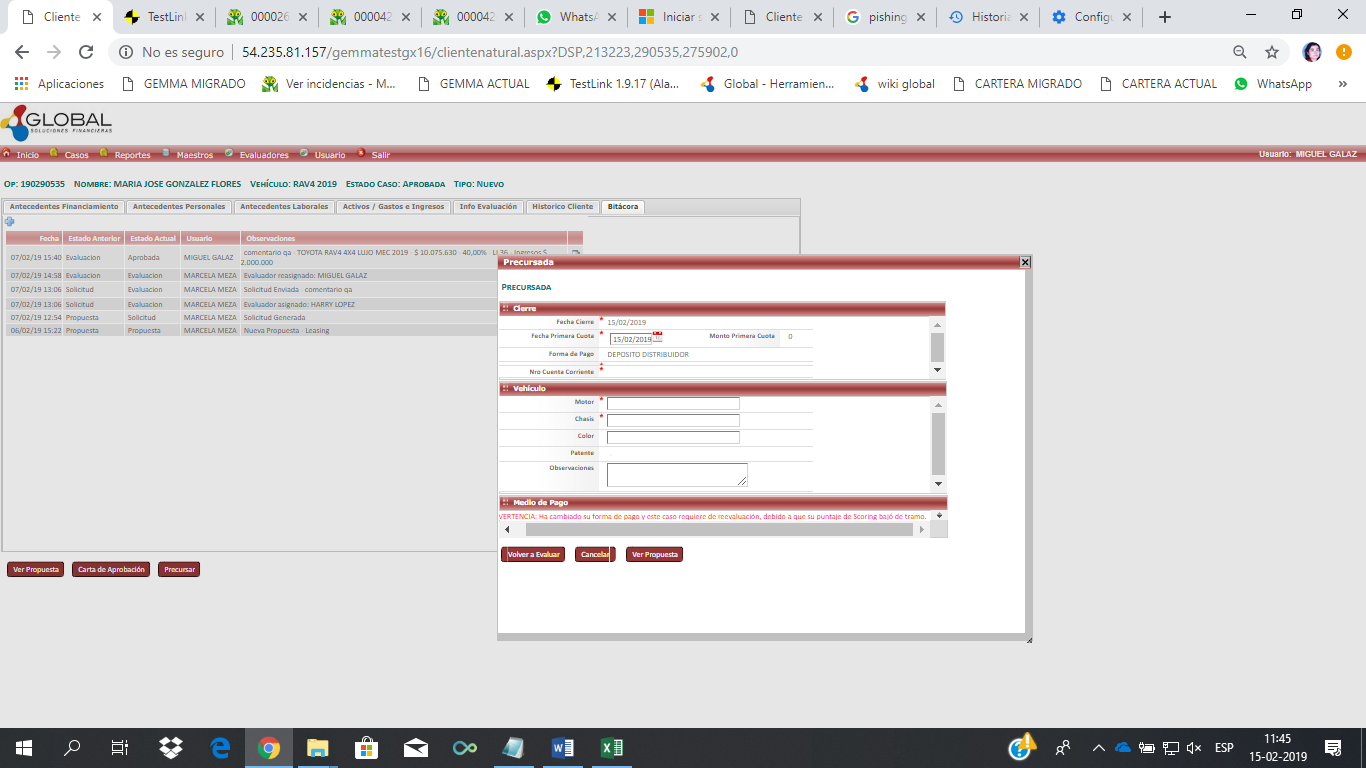 Cliente
TestLink
000026
000042
000042
WhatsA
Iniciar s
Cliente
pishing
Historia
Configu
No es seguro 54.235.81.157/gemmatestgx16/clientenatural.aspx?DSP,213223,290535,275902,0
Aplicaciones GEMMA MIGRADO Ver incidencias - M... GEMMA ACTUAL TestLink 1.9.17 (Ala... Global - Herramien... wiki global CARTERA MIGRADO CARTERA ACTUAL WhatsApp »
GLOBAL
SOLUCIONES FINANCIERAS
Inicio Casos Reportes Maestros Evaluadores Usuario Salir Usuario: MIGUEL GALAZ
OP: 190290535 NOMBRE: MARIA JOSE GONZALEZ FLORES VEHÍCULO: RAV4 2019 ESTADO CASO: APROBADA TIPO: NUEVO
Antecedentes Financiamiento Antecedentes Personales Antecedentes Laborales Activos / Gastos e Ingresos Info Evaluación Historico Cliente Bitácora
Fecha Estado Anterior Estado Actual Usuario Observaciones
07/02/19 15:40 Evaluacion Aprobada MIGUEL GALAZ comentario qa TOYOTA RAV4 4X4 LUJO MEC 2019 $ 10.075.630 40,00% LI 36 Ingresos $
2.000.000
07/02/19 14:58 Evaluacion Evaluacion MARCELA MEZA Evaluador reasignado: MIGUEL GALAZ
07/02/19 13:06 Solicitud Evaluacion MARCELA MEZA Solicitud Enviada comentario qa
07/02/19 13:06 Solicitud Evaluacion MARCELA MEZA Evaluador asignado: HARRY LOPEZ
07/02/19 12:54 Propuesta Solicitud MARCELA MEZA Solicitud Generada
06/02/19 15:22 Propuesta Propuesta MARCELA MEZA Nueva Propuesta Leasing
Ver Propuesta Carta de Aprobación Precursar
Precursada
PRECURSADA
Cierre
Fecha Cierre * 15/02/2019
Fecha Primera Cuota * 15/02/2019 Monto Primera Cuota 0
Forma de Pago DEPOSITO DISTRIBUIDOR
Nro Cuenta Corriente *
Vehículo
Motor *
Chasis *
Color
Patente
Observaciones
Medio de Pago
VERTENCIA: Ha cambiado su forma de pago y este caso requiere de reevaluación, debido a que su puntaje de Scoring bajó de tramo.
Volver a Evaluar Cancelar Ver Propuesta
ESP
11:45
15-02-2019